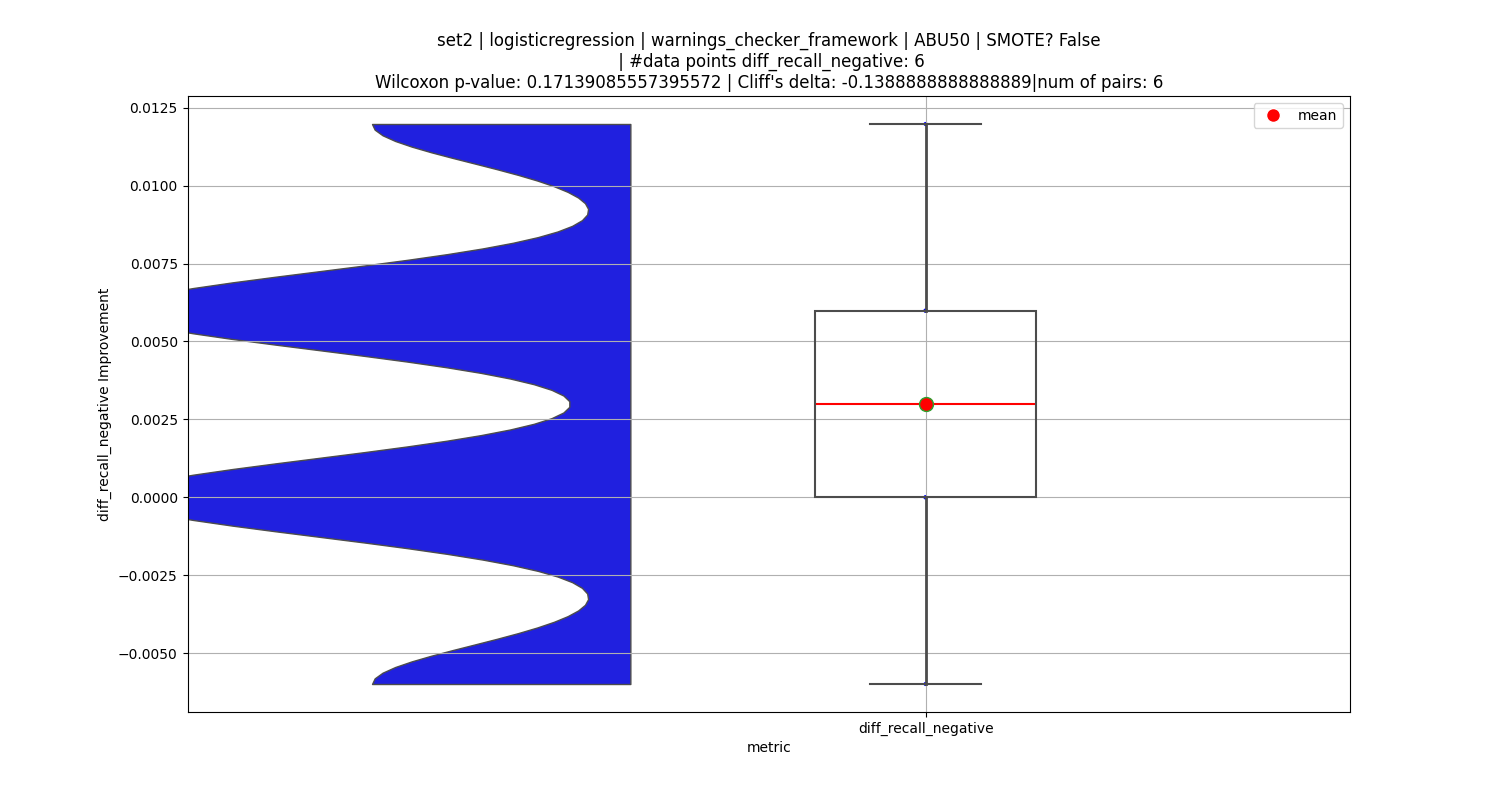 set2 | logisticregression | warnings_checker_framework | ABU50 | SMOTE? False
| #data points diff_recall_negative: 6
Wilcoxon p-value: 0.17139085557395572 | Cliff's delta: -0.1388888888888889|num of pairs: 6
0.0125
mean
0.0100
0.0075
0.0050
0.0025
0.0000
−0.0025
−0.0050
diff_recall_negative Improvement
diff_recall_negative
metric